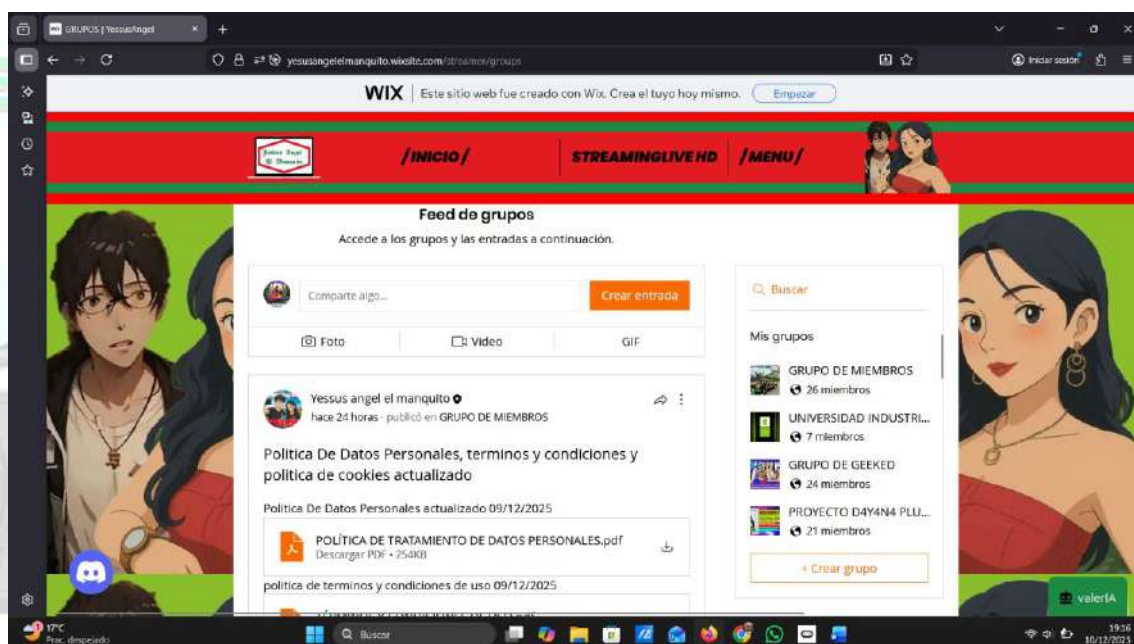 GRUPOS | YessusAngel
yesusangelelmanquito.wixsite.com/streamer/groups
Iniciar sesión
WIX Este sitio web fue creado con Wix. Crea el tuyo hoy mismo. Empezar
/INICIO/ STREAMINGLIVE HD /MENU/
Feed de grupos
Accede a los grupos y las entradas a continuación.
Comparte algo... Crear entrada
Foto Video GIF
Buscar
Mis grupos
GRUPO DE MIEMBROS
26 miembros
UNIVERSIDAD INDUSTRI...
7 miembros
GRUPO DE GEEKED
24 miembros
PROYECTO D4Y4N4 PLU...
21 miembros
+ Crear grupo
Yessus angel el manquito
hace 24 horas · publicó en GRUPO DE MIEMBROS
Politica De Datos Personales, terminos y condiciones y
politica de cookies actualizado
Politica De Datos Personales actualizado 09/12/2025
POLÍTICA DE TRATAMIENTO DE DATOS PERSONALES.pdf
Descargar PDF • 254KB
politica de terminos y condiciones de uso 09/12/2025
valerIA
17°C
Prac. despejado
Buscar
19:16
10/12/2025